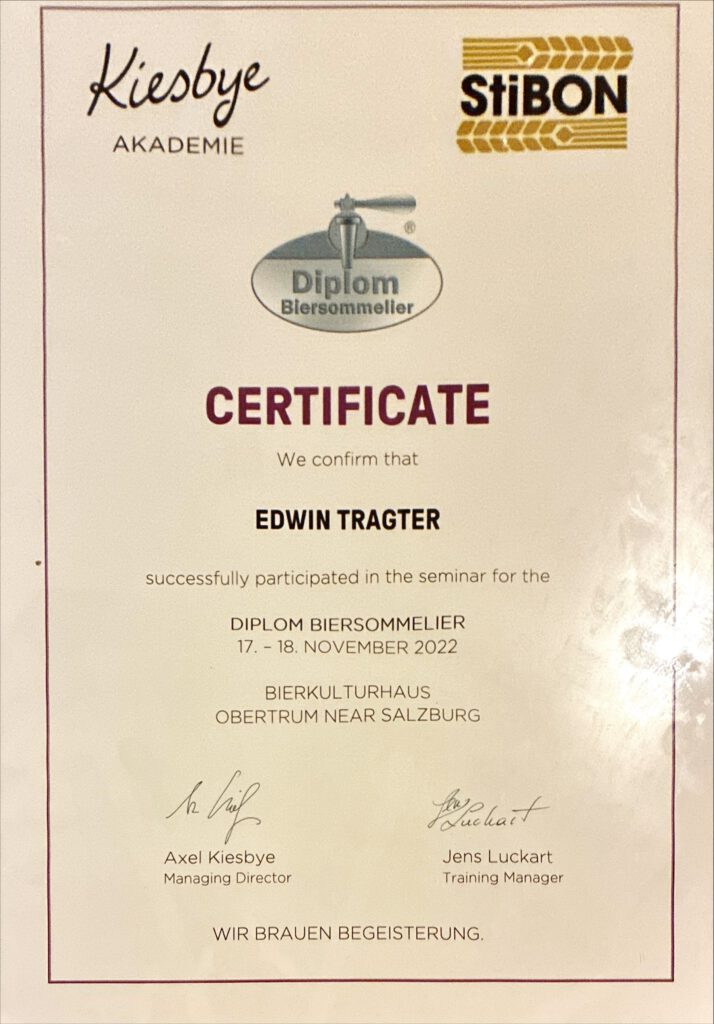 Kiesbye
AKADEMIE
StiBON
®
Diplom
Biersommelier
CERTIFICATE
We confirm that
EDWIN TRAGTER
successfully participated in the seminar for the
DIPLOM BIERSOMMELIER
17. – 18. NOVEMBER 2022
BIERKULTURHAUS
OBERTRUM NEAR SALZBURG
Jens Luckart
Axel Kiesbye
Jens Luckart
Managing Director
Training Manager
WIR BRAUEN BEGEISTERUNG.